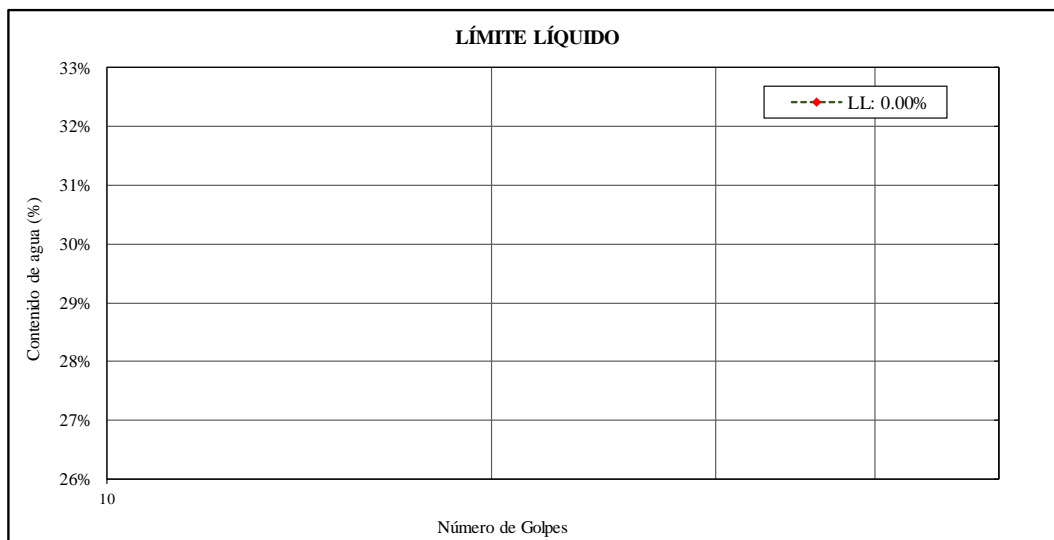 LÍMITE LÍQUIDO
33%
LL: 0.00%
32%
31%
30%
29%
28%
27%
26%
Contenido de agua (%)
10
Número de Golpes